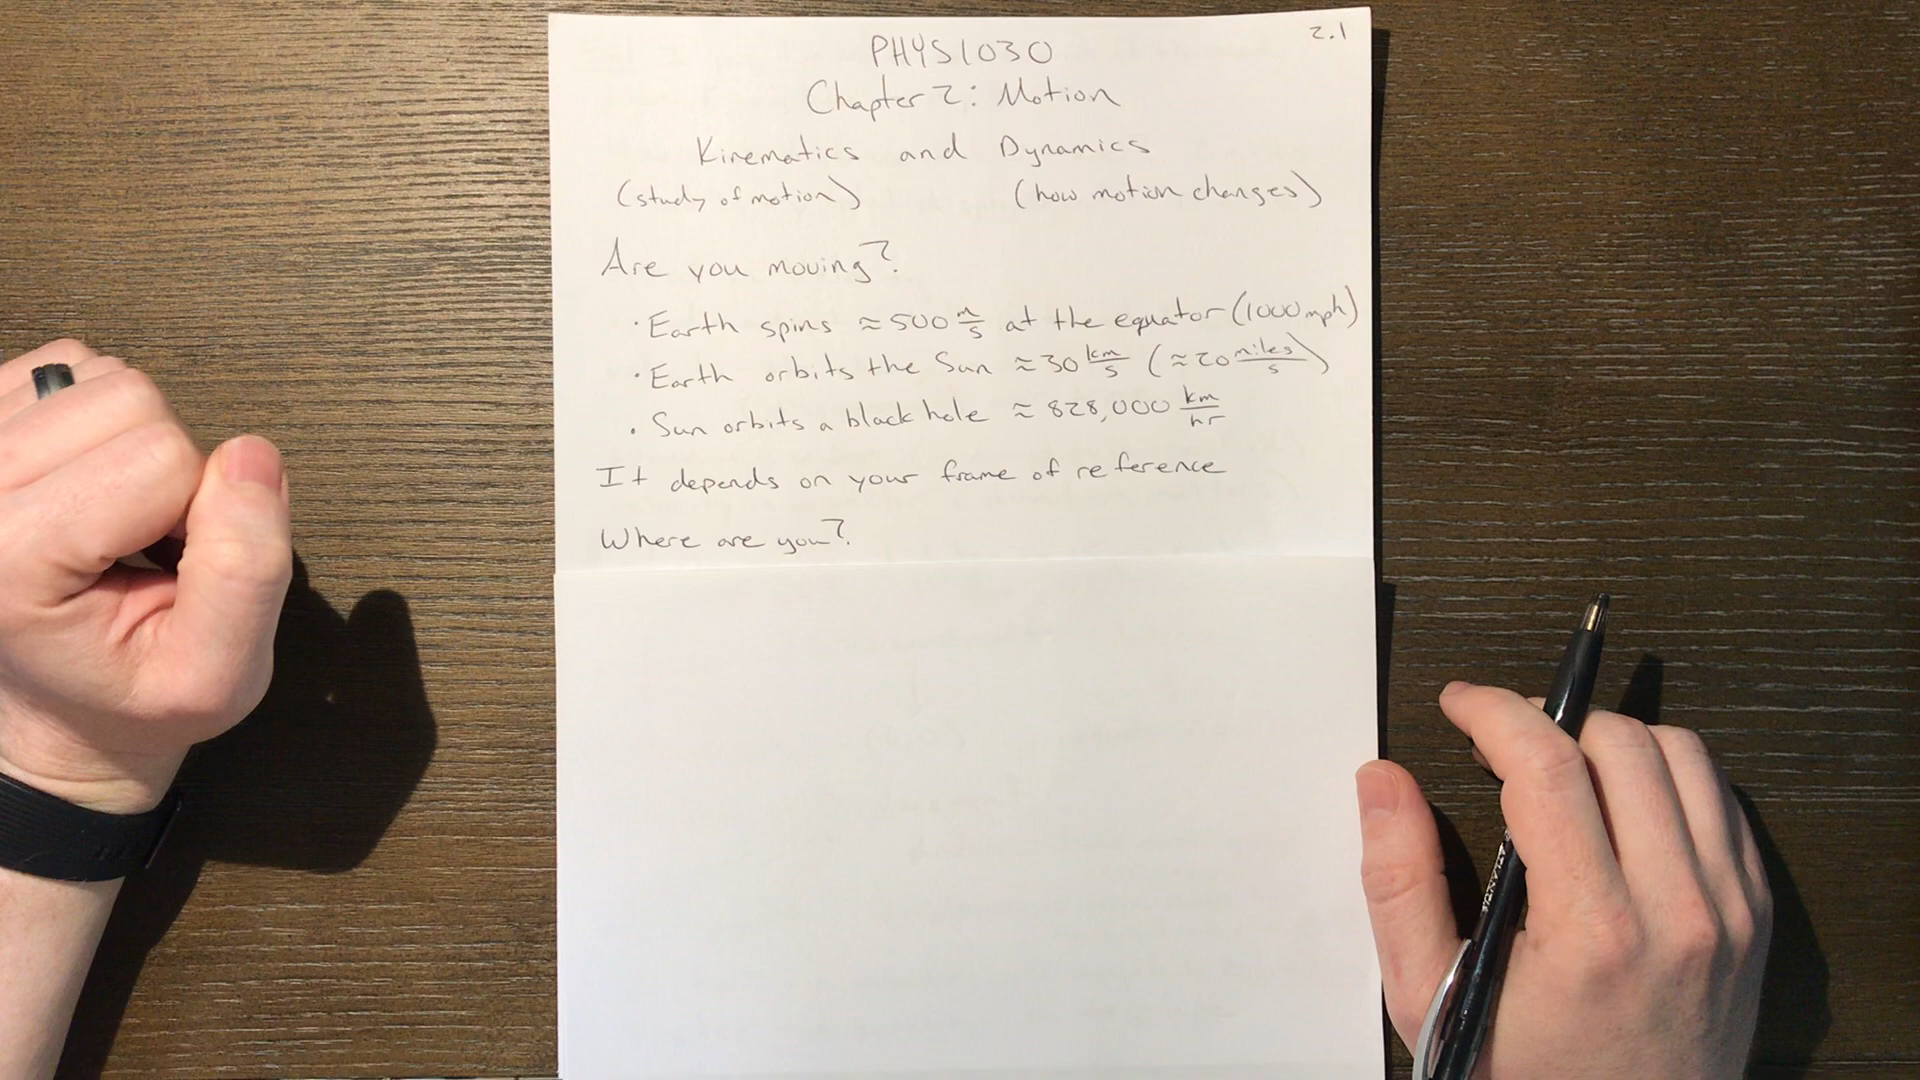 2.1
PHYS1030
Chapter 2: Motion
Kinematics and Dynamics
(study of motion) (how motion changes)
Are you moving?
· Earth spins ≈ 500 m/s at the equator (1000 mph)
· Earth orbits the Sun ≈ 30 km/s (≈ 20 miles/s)
· Sun orbits a black hole ≈ 828,000 km/hr
It depends on your frame of reference
Where are you?